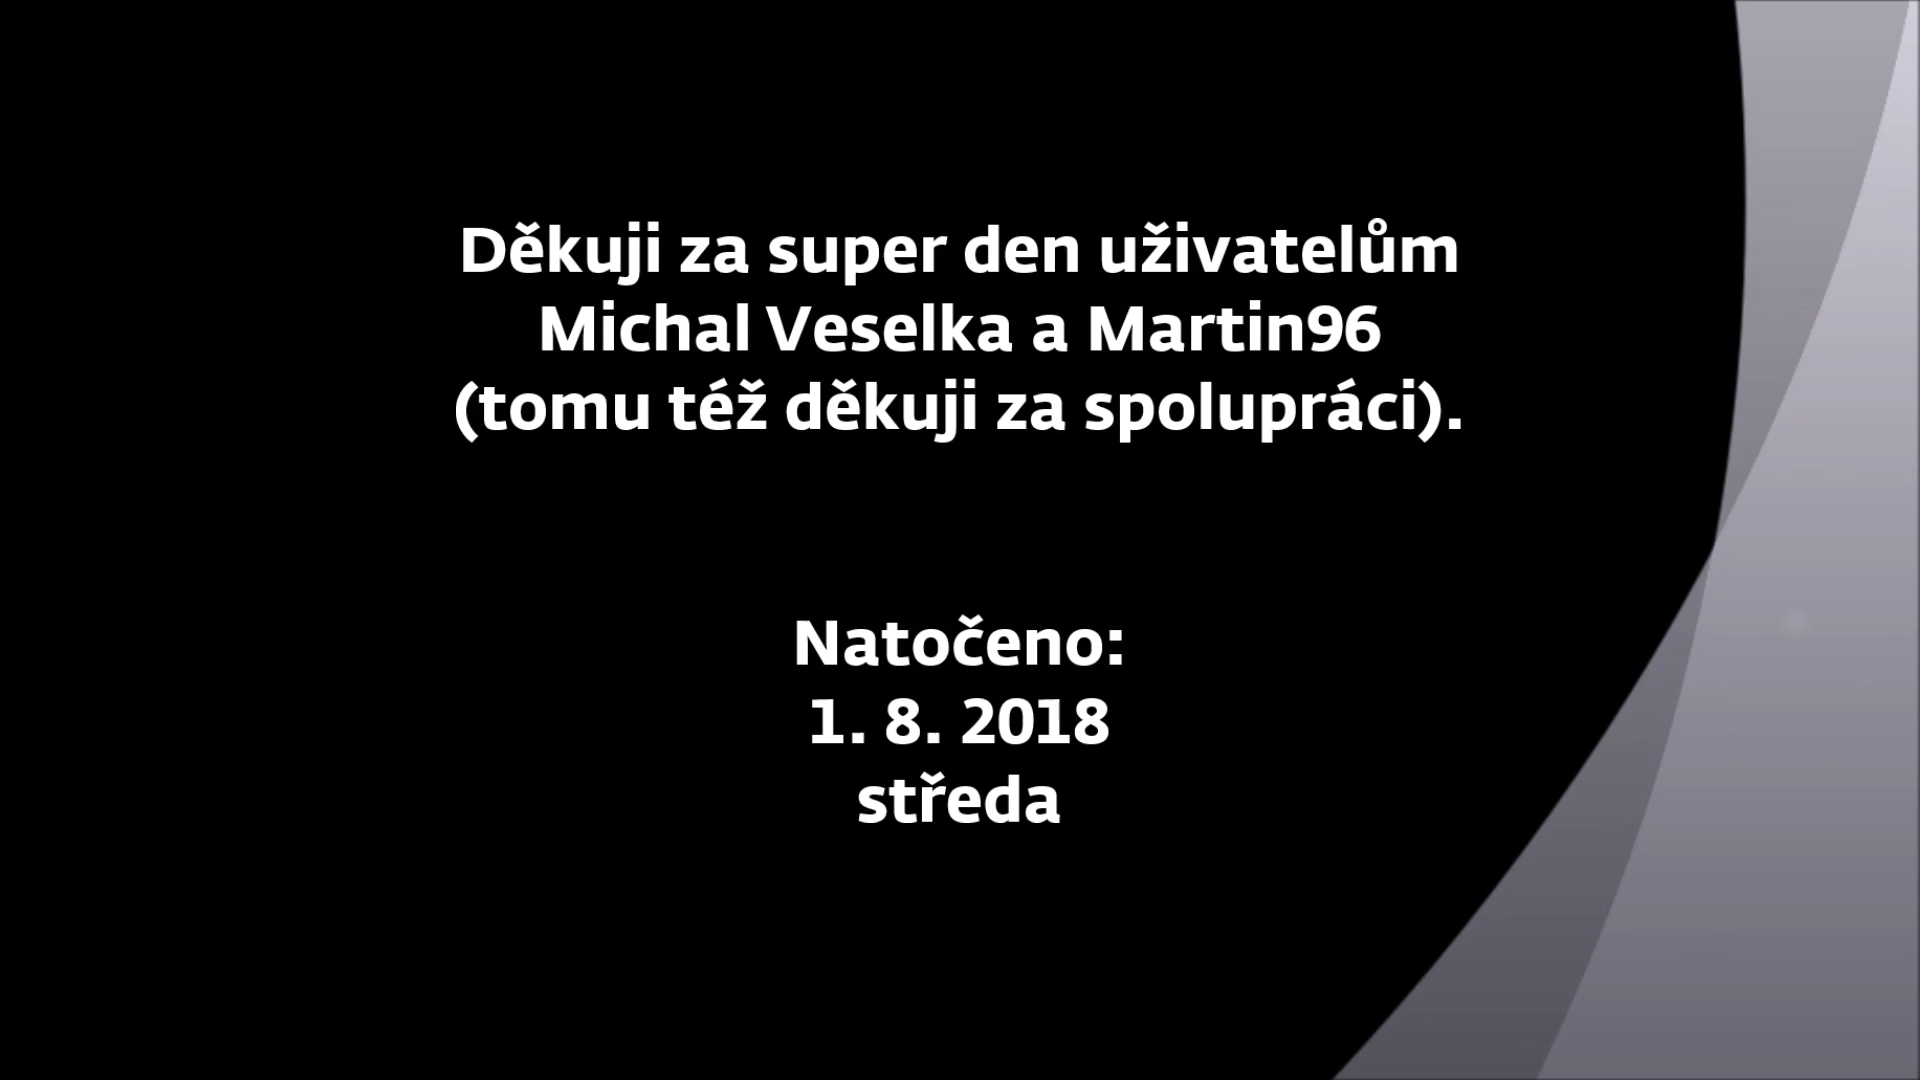 Děkuji za super den uživatelům
Michal Veselka a Martin96
(tomu též děkuji za spolupráci).
Natočeno:
1. 8. 2018
středa